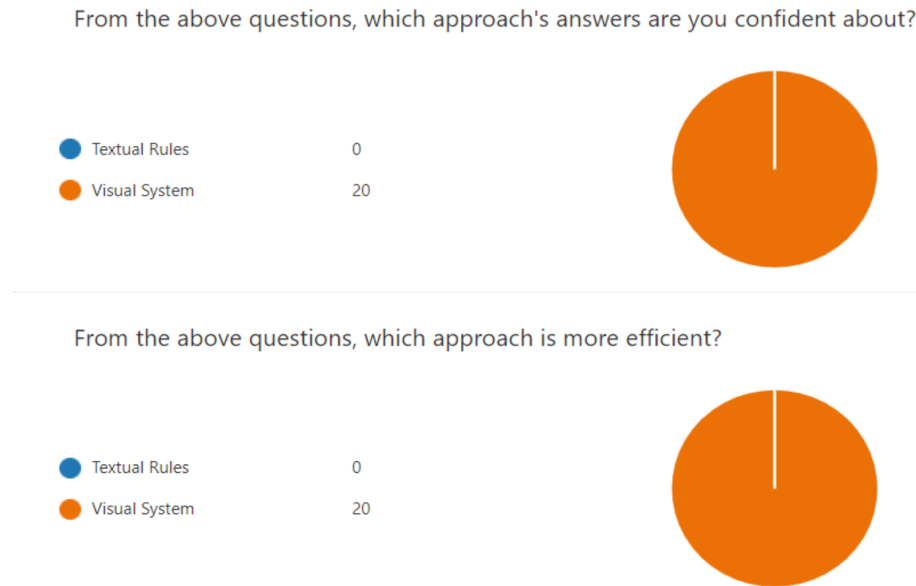 From the above questions, which approach's answers are you confident about?
Textual Rules 0
Visual System 20
From the above questions, which approach is more efficient?
Textual Rules 0
Visual System 20